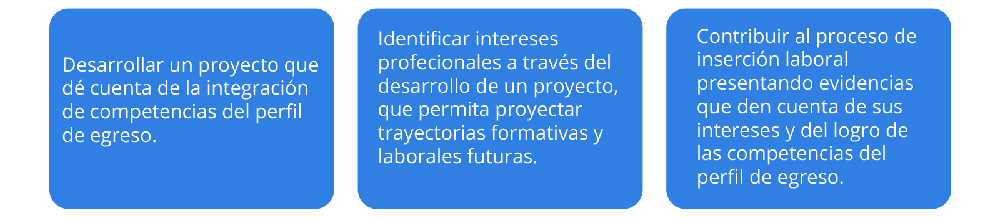 Desarrollar un proyecto que
dé cuenta de la integración
de competencias del perfil
de egreso.
Identificar intereses
profecionales a través del
desarrollo de un proyecto,
que permita proyectar
trayectorias formativas y
laborales futuras.
Contribuir al proceso de
inserción laboral
presentando evidencias
que den cuenta de sus
intereses y del logro de
las competencias del
perfil de egreso.